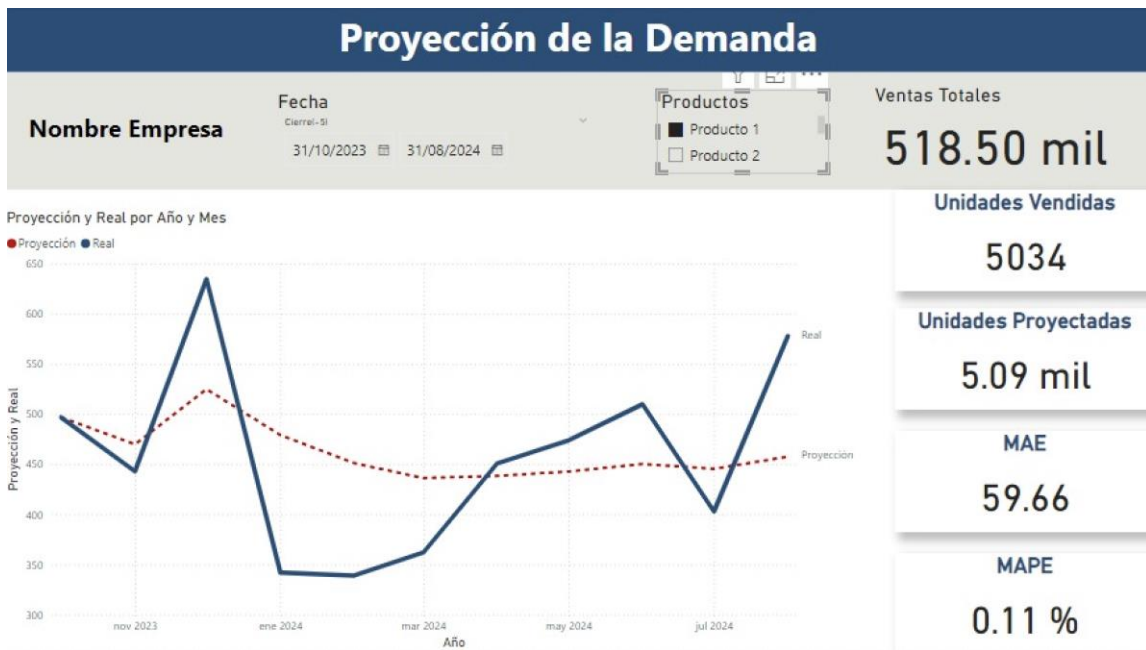 Proyección de la Demanda
Nombre Empresa
Fecha
Cierrel-SI
31/10/2023
31/08/2024
Productos
Producto 1
Producto 2
Ventas Totales
518.50 mil
Proyección y Real por Año y Mes
Proyección
Real
650
600
550
500
450
400
350
300
Proyección y Real
Real
Proyección
nov 2023
ene 2024
mar 2024
may 2024
jul 2024
Año
Unidades Vendidas
5034
Unidades Proyectadas
5.09 mil
MAE
59.66
MAPE
0.11 %